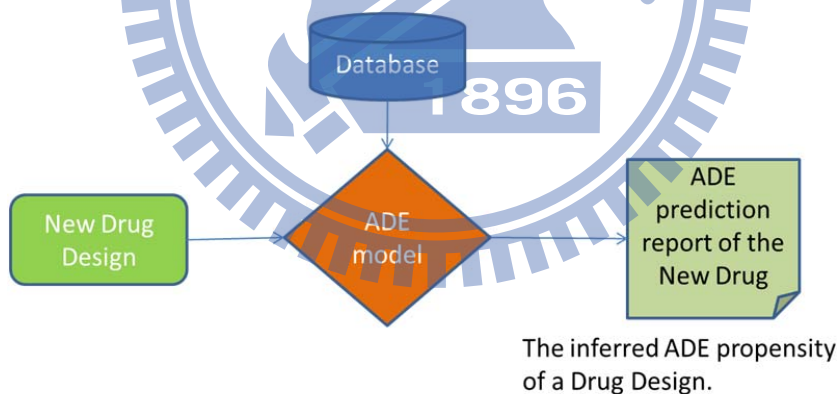 Database
1896
New Drug
Design
ADE
model
ADE
prediction
report of the
New Drug
The inferred ADE propensity
of a Drug Design.